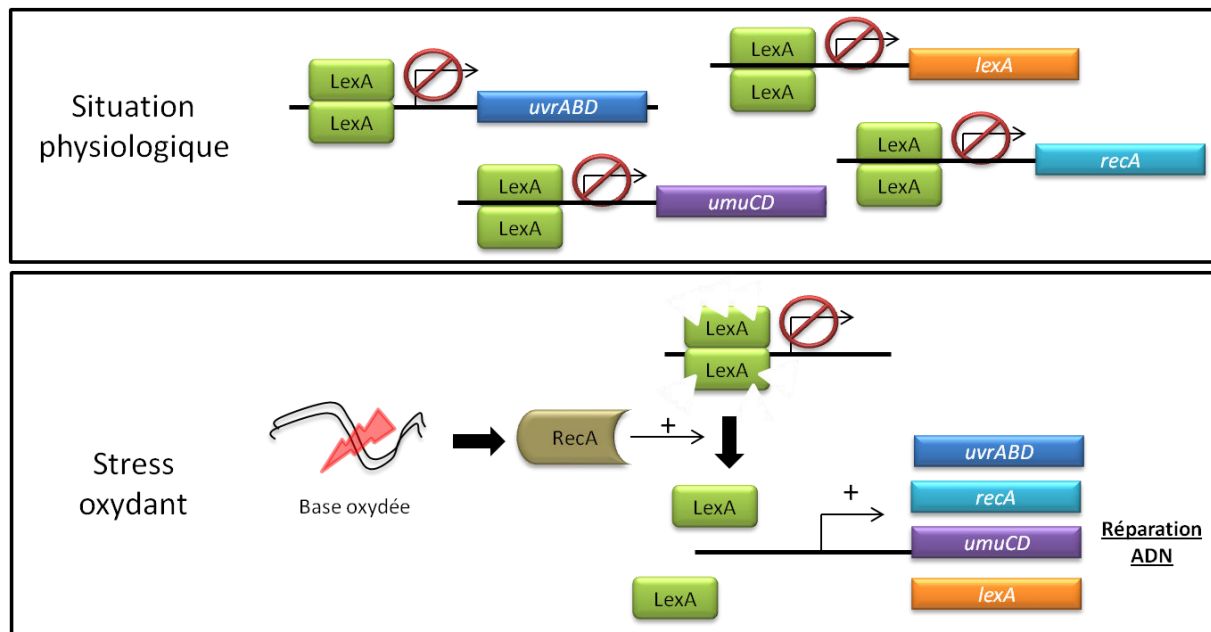 Situation
physiologique
LexA
LexA
uvrABD
LexA
LexA
lexA
LexA
LexA
umuCD
LexA
LexA
recA
Stress
oxydant
Base oxydée
RecA
+
LexA
LexA
LexA
LexA
+
uvrABD
recA
umuCD
lexA
Réparation
ADN